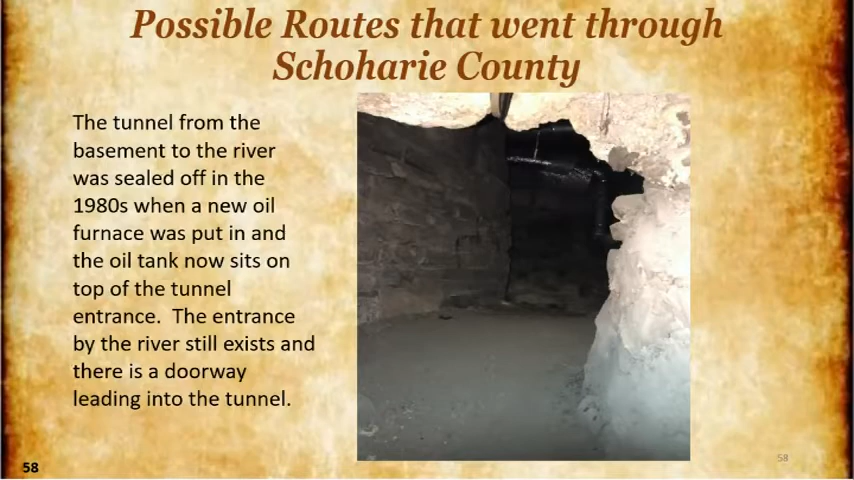 Possible Routes that went through
Schoharie County
The tunnel from the
basement to the river
was sealed off in the
1980s when a new oil
furnace was put in and
the oil tank now sits on
top of the tunnel
entrance.  The entrance
by the river still exists and
there is a doorway
leading into the tunnel.
58
58